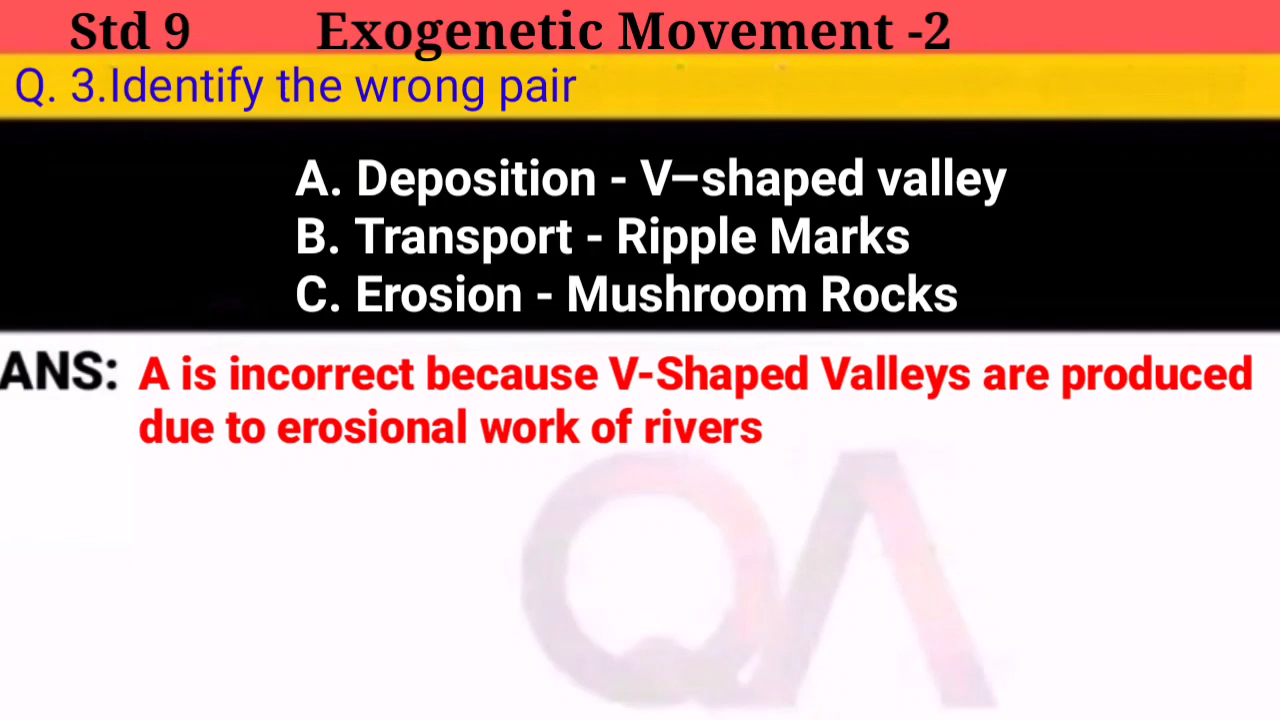 Std 9 Exogenetic Movement -2
Q. 3.Identify the wrong pair
A. Deposition - V–shaped valley
B. Transport - Ripple Marks
C. Erosion - Mushroom Rocks
ANS: A is incorrect because V-Shaped Valleys are produced
due to erosional work of rivers
QA